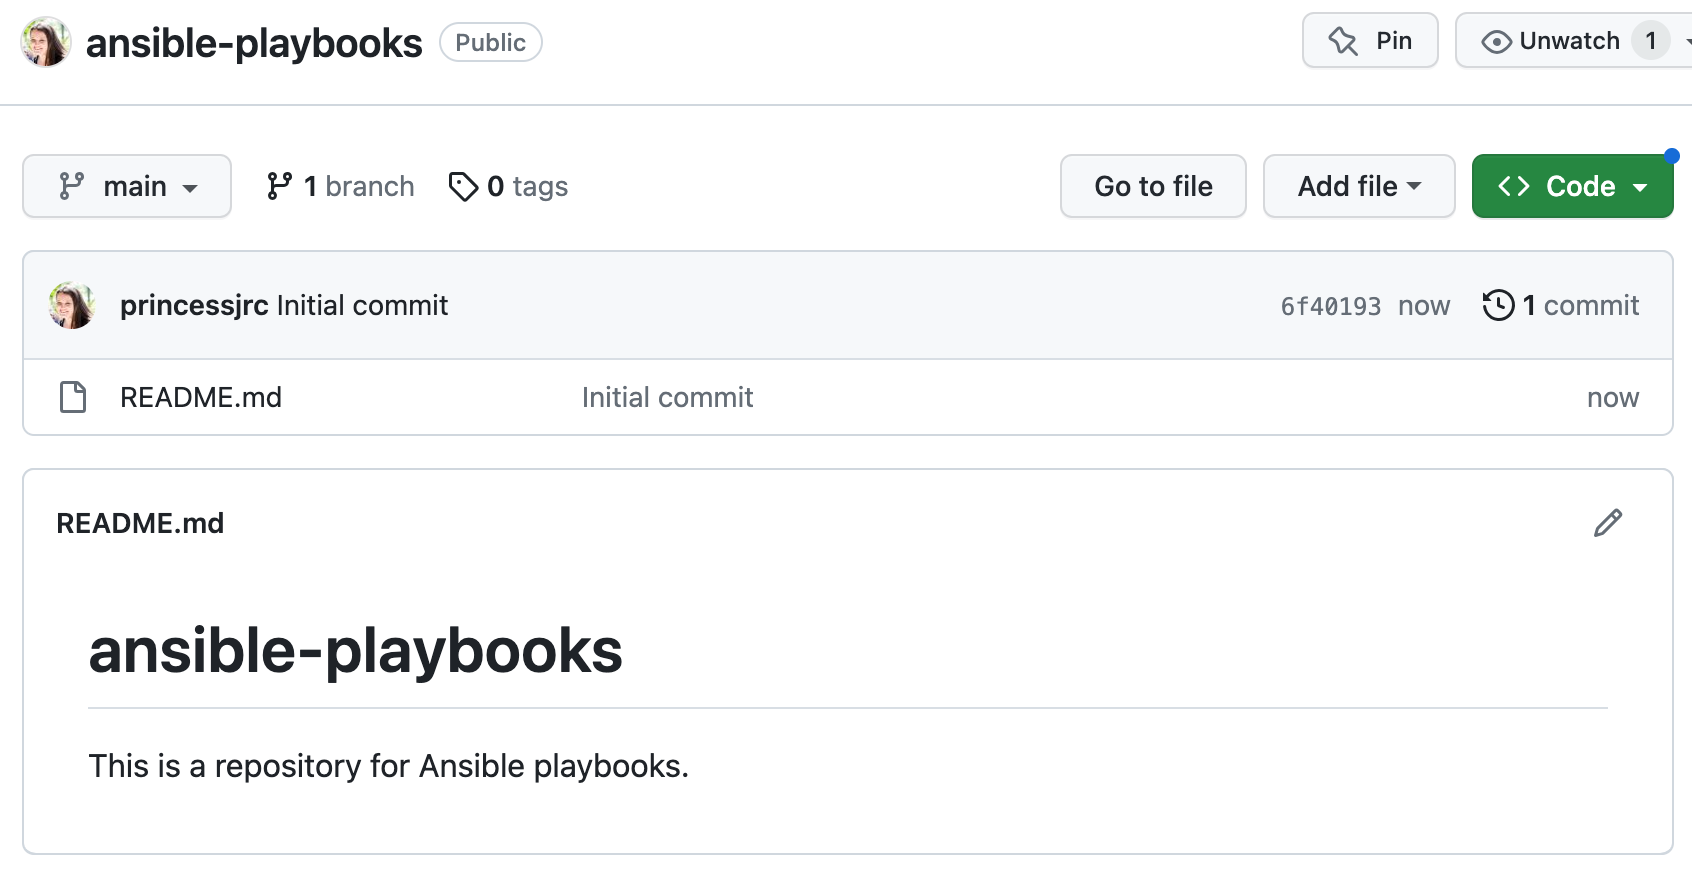 ansible-playbooks Public Pin Unwatch 1
main 1 branch 0 tags Go to file Add file <> Code
princessjrc Initial commit 6f40193 now 1 commit
README.md Initial commit now
README.md
ansible-playbooks
This is a repository for Ansible playbooks.